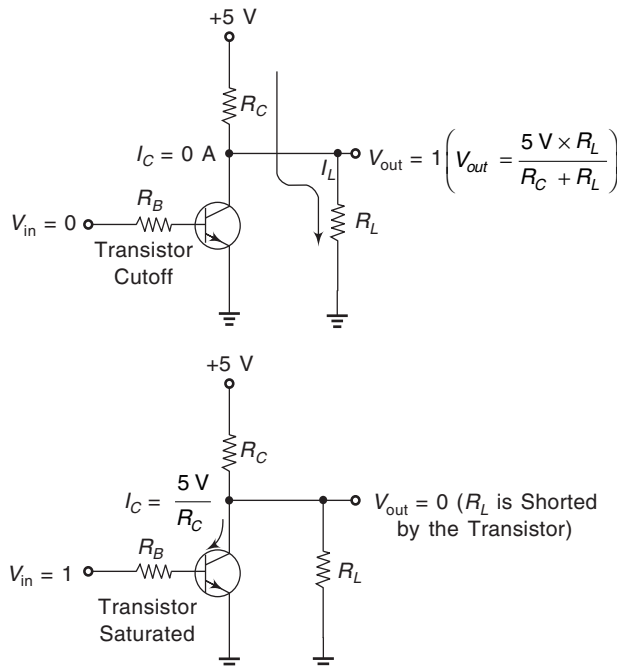 +5 V
R_C
I_C = 0 A
I_L
V_out = 1 (V_out = 5 V × R_L / R_C + R_L)
R_B
V_in = 0
R_L
Transistor
Cutoff
+5 V
R_C
I_C = 5 V / R_C
V_out = 0 (R_L is Shorted
by the Transistor)
R_B
V_in = 1
R_L
Transistor
Saturated